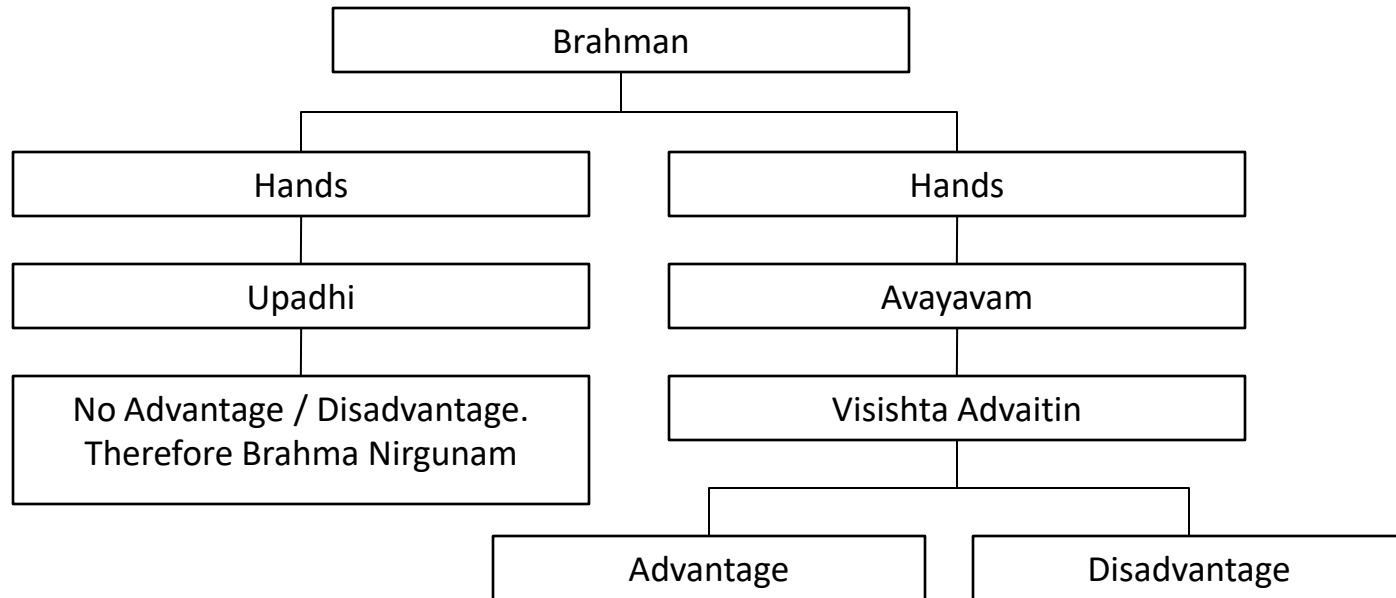 Brahman
Hands
Hands
Upadhi
Avayavam
No Advantage / Disadvantage.
Therefore Brahma Nirgunam
Visishta Advaitin
Advantage
Disadvantage